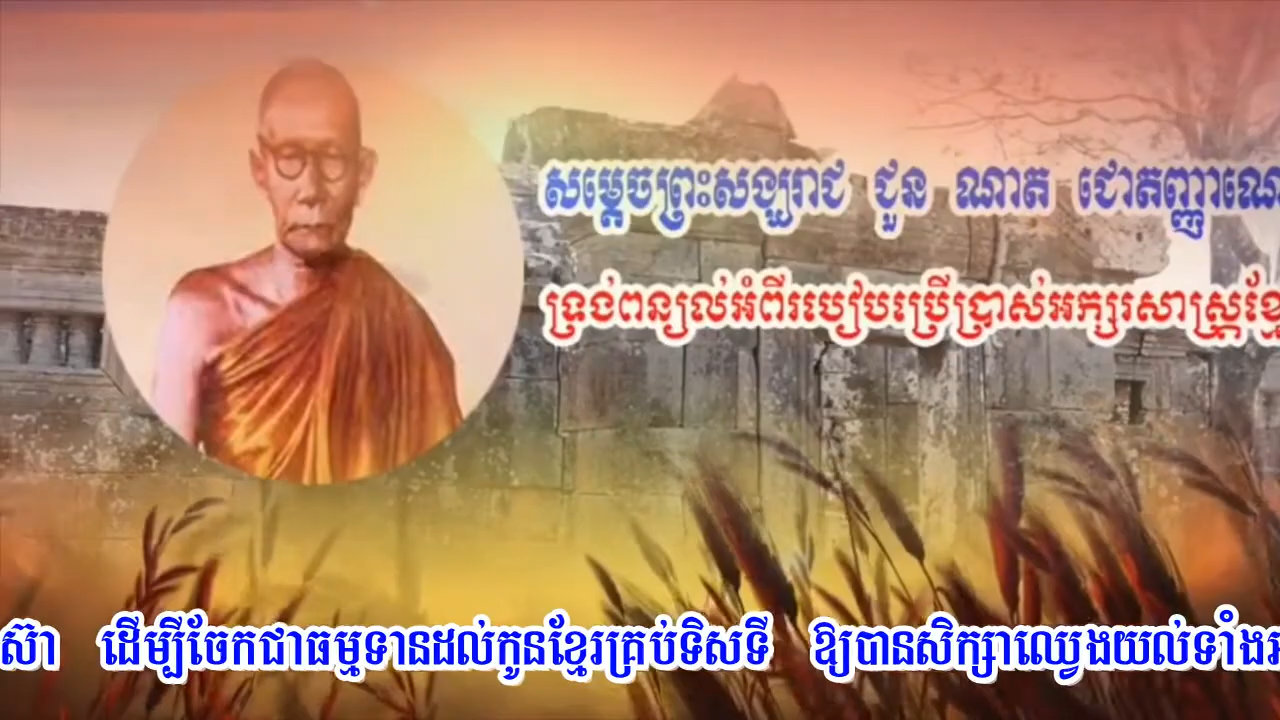 សម្ដេចព្រះសង្ឃរាជ ជួន ណាត ជោតញ្ញាណោ
ទ្រង់ពន្យល់អំពីរបៀបប្រើប្រាស់អក្សរសាស្ត្រខ្មែ
ស៊ា ដើម្បីចែកជាធម្មទានដល់កូនខ្មែរគ្រប់ទិសទី ឱ្យបានសិក្សាឈ្វេងយល់ទាំងអ